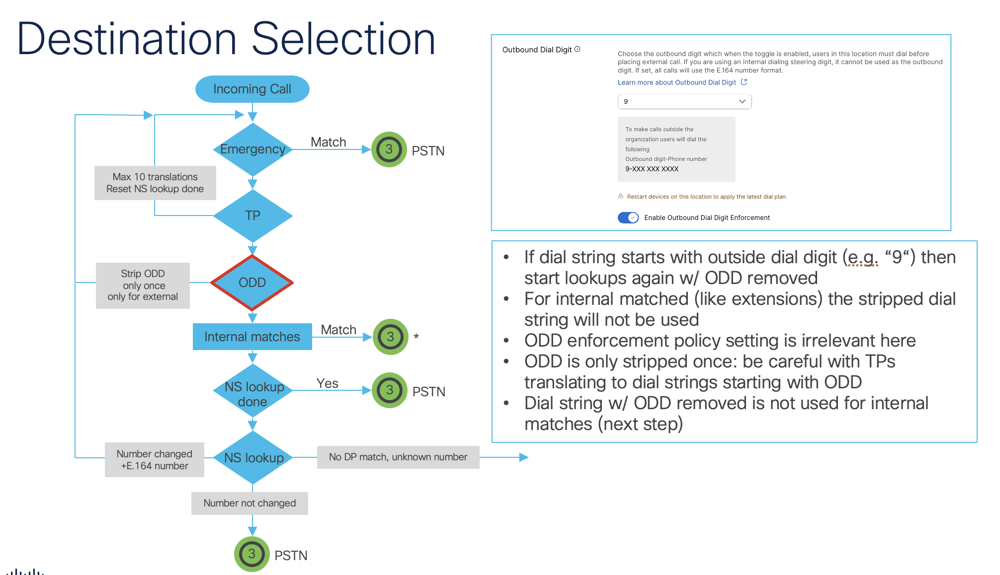 Destination Selection
Incoming Call
Emergency
Match
3
PSTN
Max 10 translations
Reset NS lookup done
TP
Strip ODD
only once
only for external
ODD
Internal matches
Match
3
*
NS lookup
done
Yes
3
PSTN
Number changed
+E.164 number
NS lookup
No DP match, unknown number
Number not changed
3
PSTN
Outbound Dial Digit
Choose the outbound digit which when the toggle is enabled, users in this location must dial before
placing external call. If you are using an internal dialing steering digit, it cannot be used as the outbound
digit. If set, all calls will use the E.164 number format.
Learn more about Outbound Dial Digit
9
To make calls outside the
organization users will dial the
following
Outbound digit-Phone number
9-XXX XXX XXXX
Restart devices on this location to apply the latest dial plan.
Enable Outbound Dial Digit Enforcement
• If dial string starts with outside dial digit (e.g. “9“) then
start lookups again w/ ODD removed
• For internal matched (like extensions) the stripped dial
string will not be used
• ODD enforcement policy setting is irrelevant here
• ODD is only stripped once: be careful with TPs
translating to dial strings starting with ODD
• Dial string w/ ODD removed is not used for internal
matches (next step)